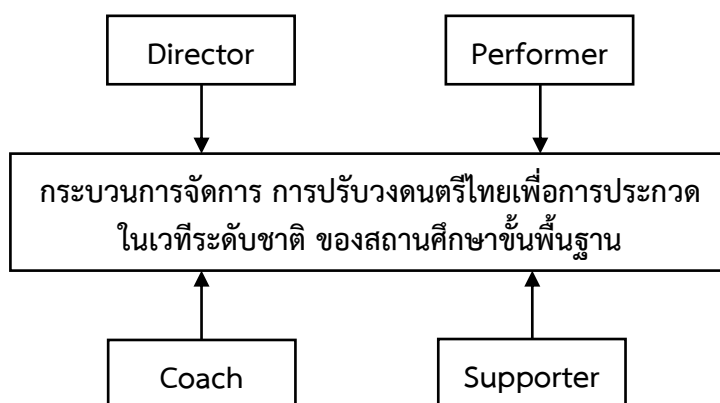 Director
Performer
กระบวนการจัดการ การปรับวงดนตรีไทยเพื่อการประกวด
ในเวทีระดับชาติ ของสถานศึกษาขั้นพื้นฐาน
Coach
Supporter